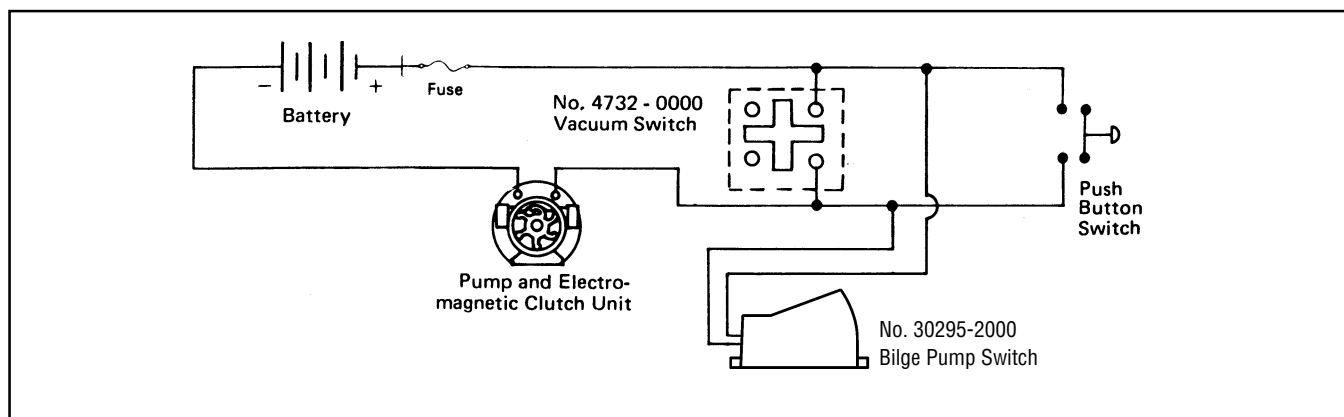 - +
Battery
Fuse
No. 4732 - 0000
Vacuum Switch
Push
Button
Switch
Pump and Electro-
magnetic Clutch Unit
No. 30295-2000
Bilge Pump Switch